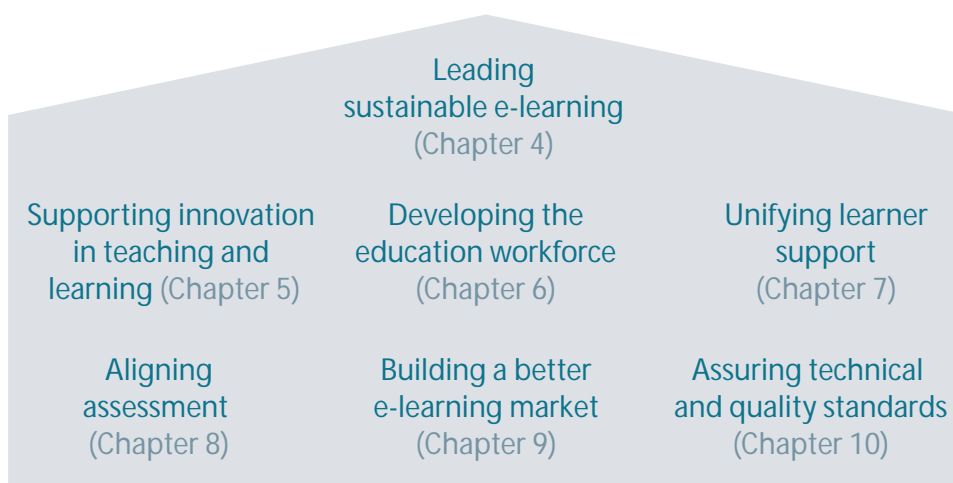 Leading
sustainable e-learning
(Chapter 4)
Supporting innovation
in teaching and
learning (Chapter 5)
Developing the
education workforce
(Chapter 6)
Unifying learner
support
(Chapter 7)
Aligning
assessment
(Chapter 8)
Building a better
e-learning market
(Chapter 9)
Assuring technical
and quality standards
(Chapter 10)